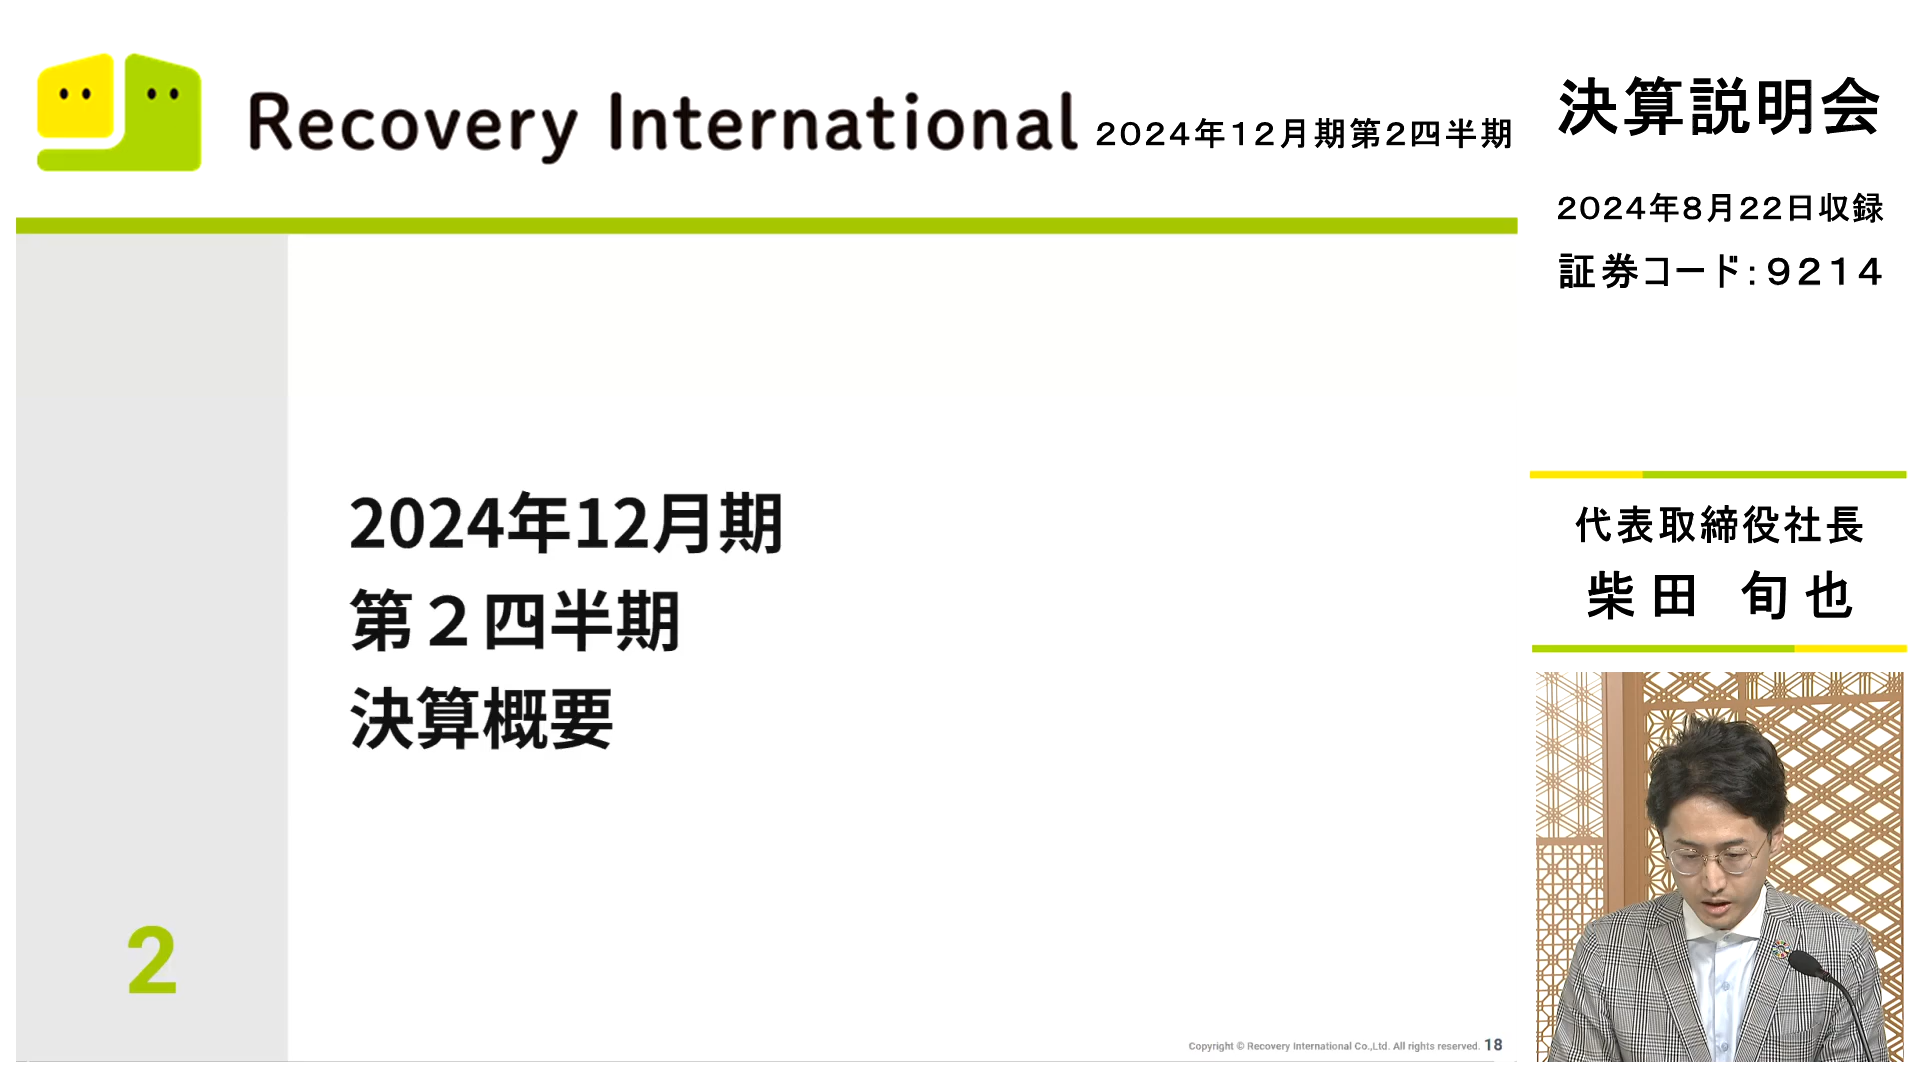 Recovery International 2024年12月期第2四半期
決算説明会
2024年8月22日収録
証券コード:9214
2024年12月期
第２四半期
決算概要
2
Copyright © Recovery International Co.,Ltd. All rights reserved. 18
代表取締役社長
柴田 旬也